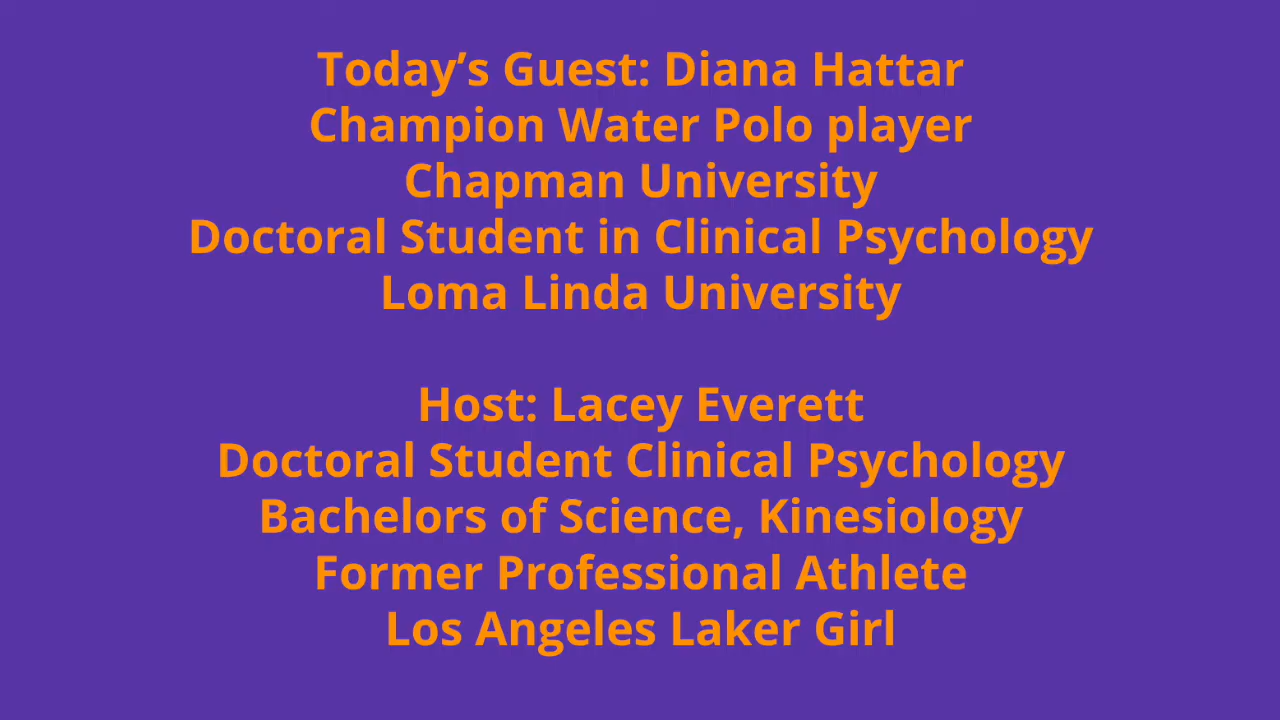 Today’s Guest: Diana Hattar
Champion Water Polo player
Chapman University
Doctoral Student in Clinical Psychology
Loma Linda University
Host: Lacey Everett
Doctoral Student Clinical Psychology
Bachelors of Science, Kinesiology
Former Professional Athlete
Los Angeles Laker Girl